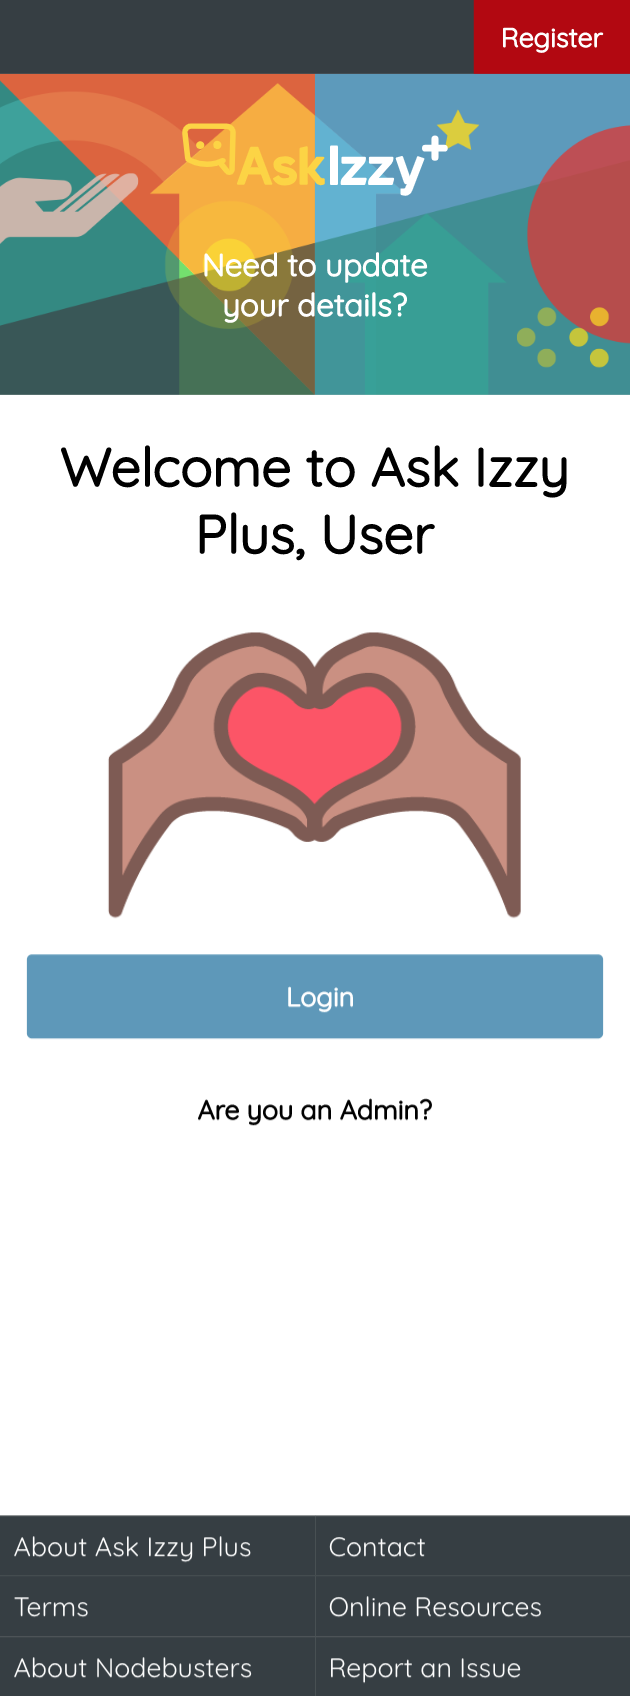 Register
AskIzzy+
Need to update
your details?
Welcome to Ask Izzy
Plus, User
Login
Are you an Admin?
About Ask Izzy Plus
Contact
Terms
Online Resources
About Nodebusters
Report an Issue